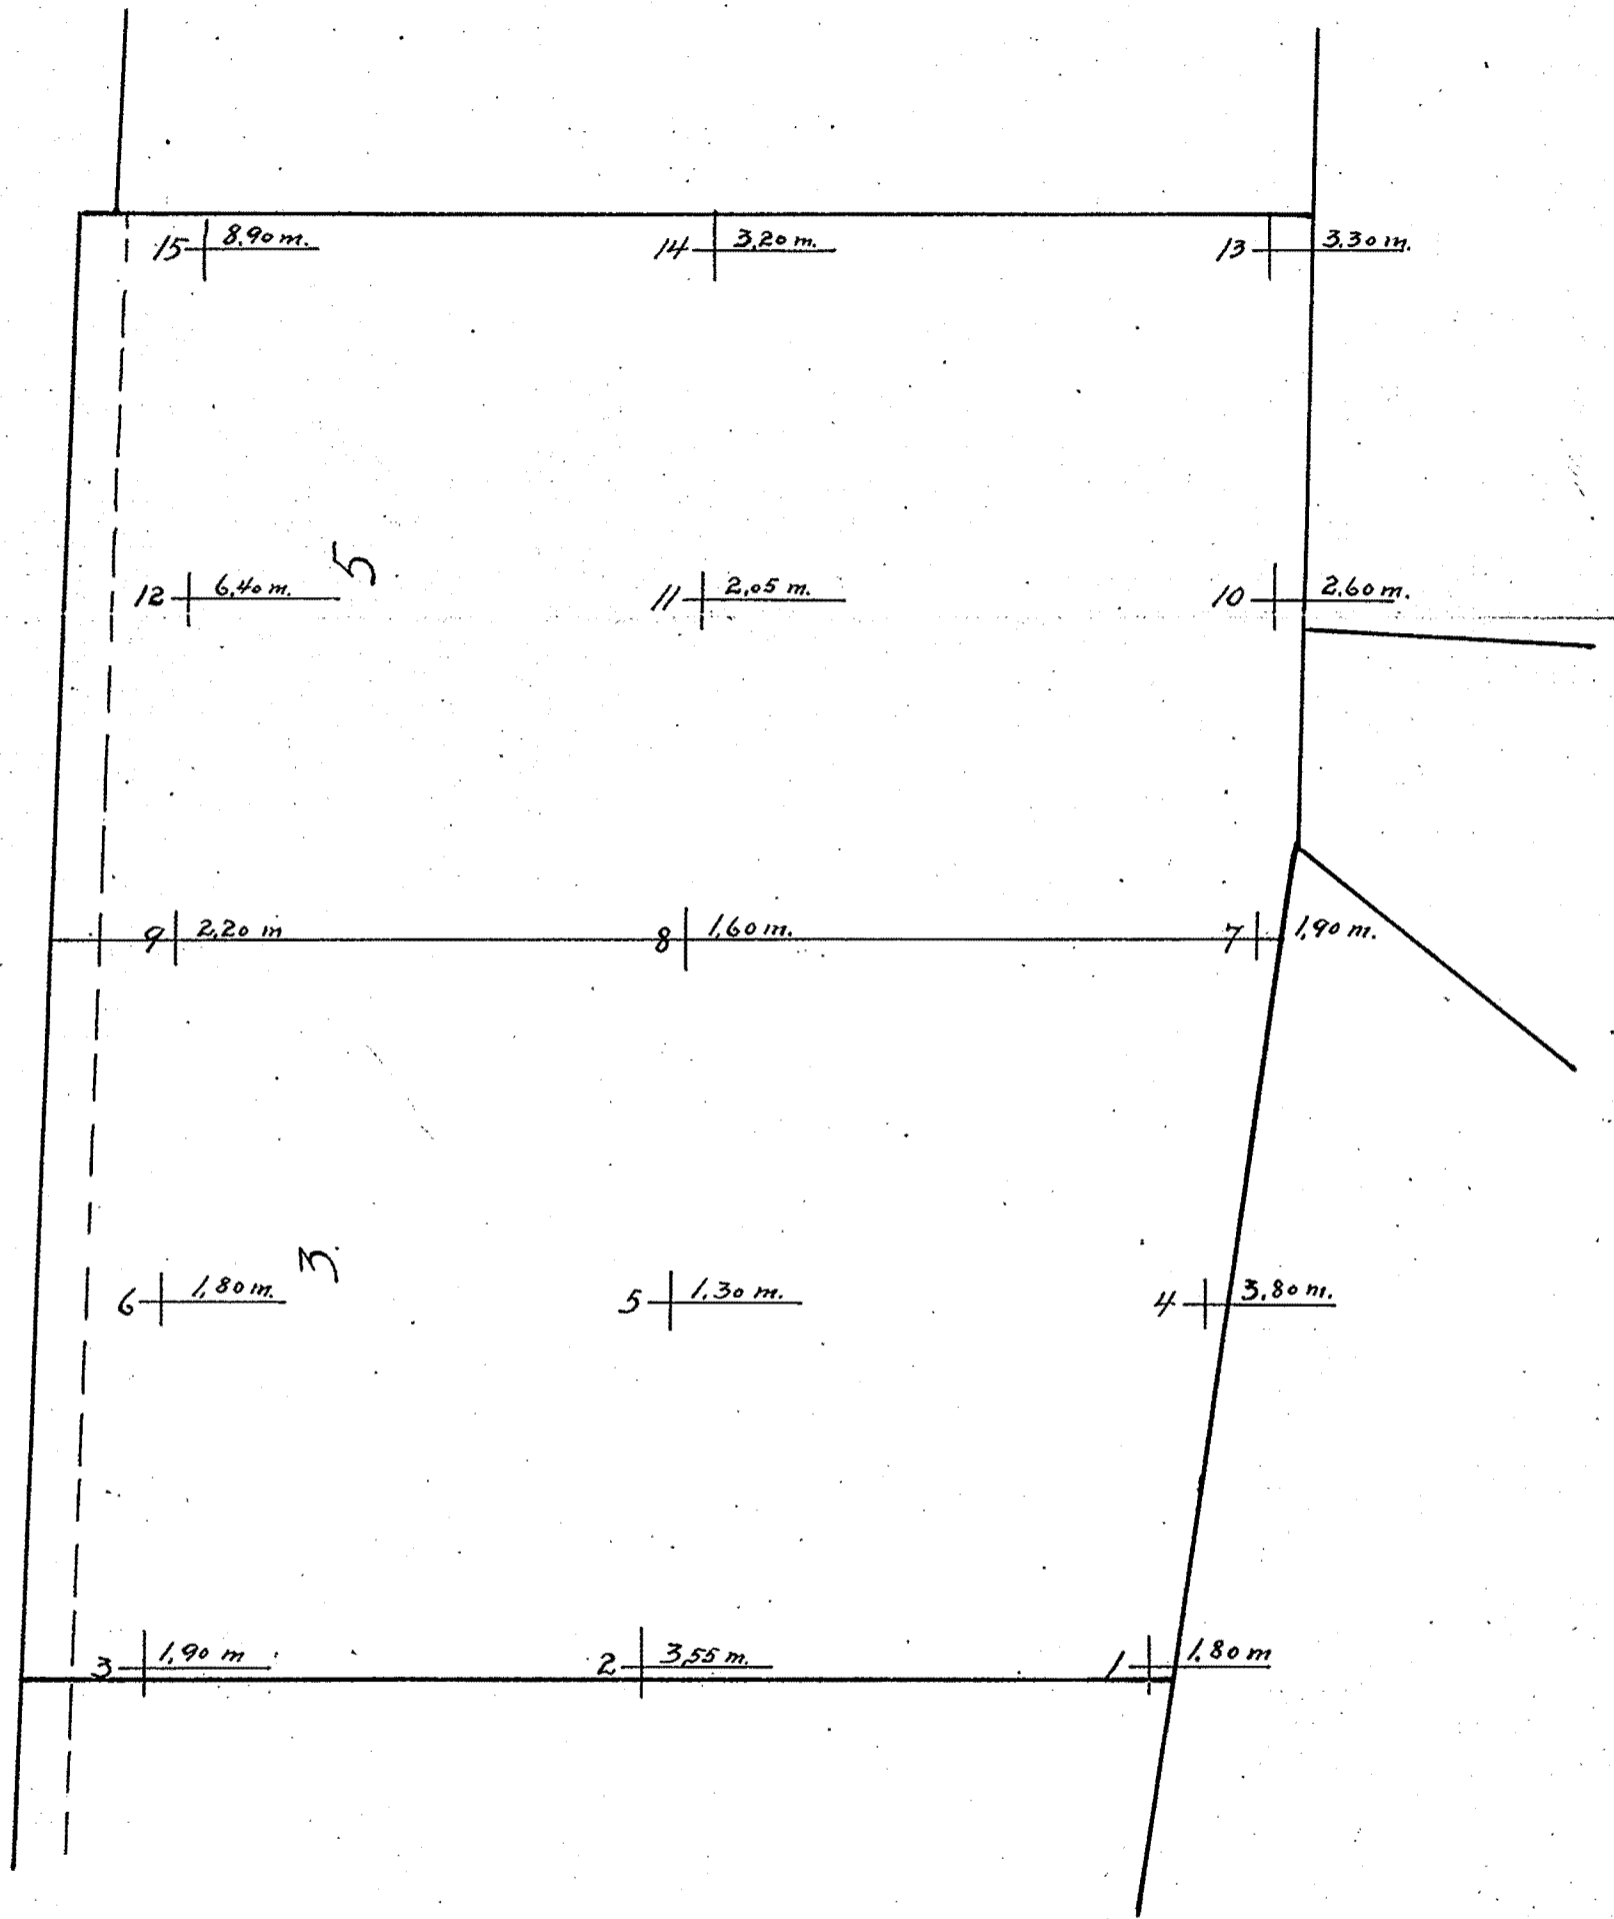 15 8,90 m. 14 3,20 m. 13 3.30 m.
5
12 6,40 m. 11 2,05 m. 10 2.60 m.
9 2,20 m 8 1,60 m. 7 1,90 m.
3.
6 1,80 m. 5 1,30 m. 4 3,80 m.
3 1,90 m 2 3,55 m. 1 1,80 m